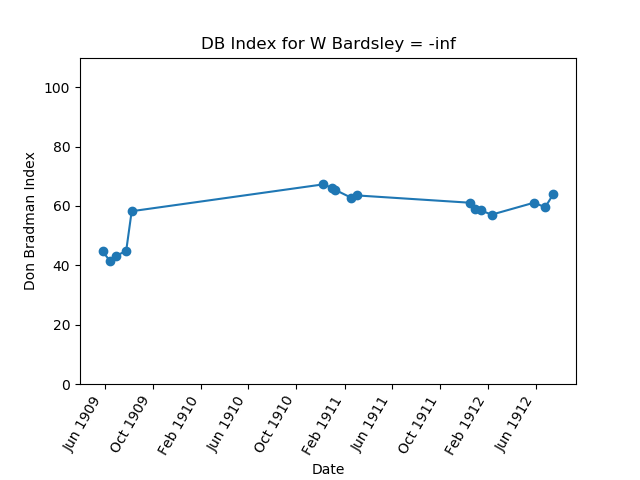 DB Index for W Bardsley = -inf
Don Bradman Index
100
80
60
40
20
0
Jun 1909
Oct 1909
Feb 1910
Jun 1910
Oct 1910
Feb 1911
Jun 1911
Oct 1911
Feb 1912
Jun 1912
Date